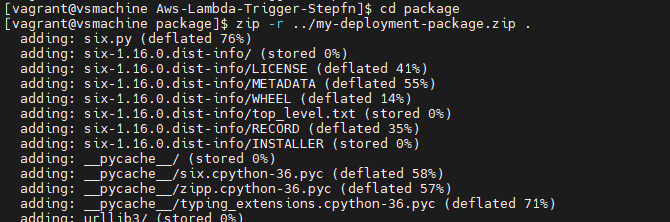 [vagrant@vsmachine Aws-Lambda-Trigger-Stepfn]$ cd package
[vagrant@vsmachine package]$ zip -r ../my-deployment-package.zip .
adding: six.py (deflated 76%)
adding: six-1.16.0.dist-info/ (stored 0%)
adding: six-1.16.0.dist-info/LICENSE (deflated 41%)
adding: six-1.16.0.dist-info/METADATA (deflated 55%)
adding: six-1.16.0.dist-info/WHEEL (deflated 14%)
adding: six-1.16.0.dist-info/top_level.txt (stored 0%)
adding: six-1.16.0.dist-info/RECORD (deflated 35%)
adding: six-1.16.0.dist-info/INSTALLER (stored 0%)
adding: __pycache__/ (stored 0%)
adding: __pycache__/six.cpython-36.pyc (deflated 58%)
adding: __pycache__/zipp.cpython-36.pyc (deflated 57%)
adding: __pycache__/typing_extensions.cpython-36.pyc (deflated 71%)
adding: urllib3/ (stored 0%)